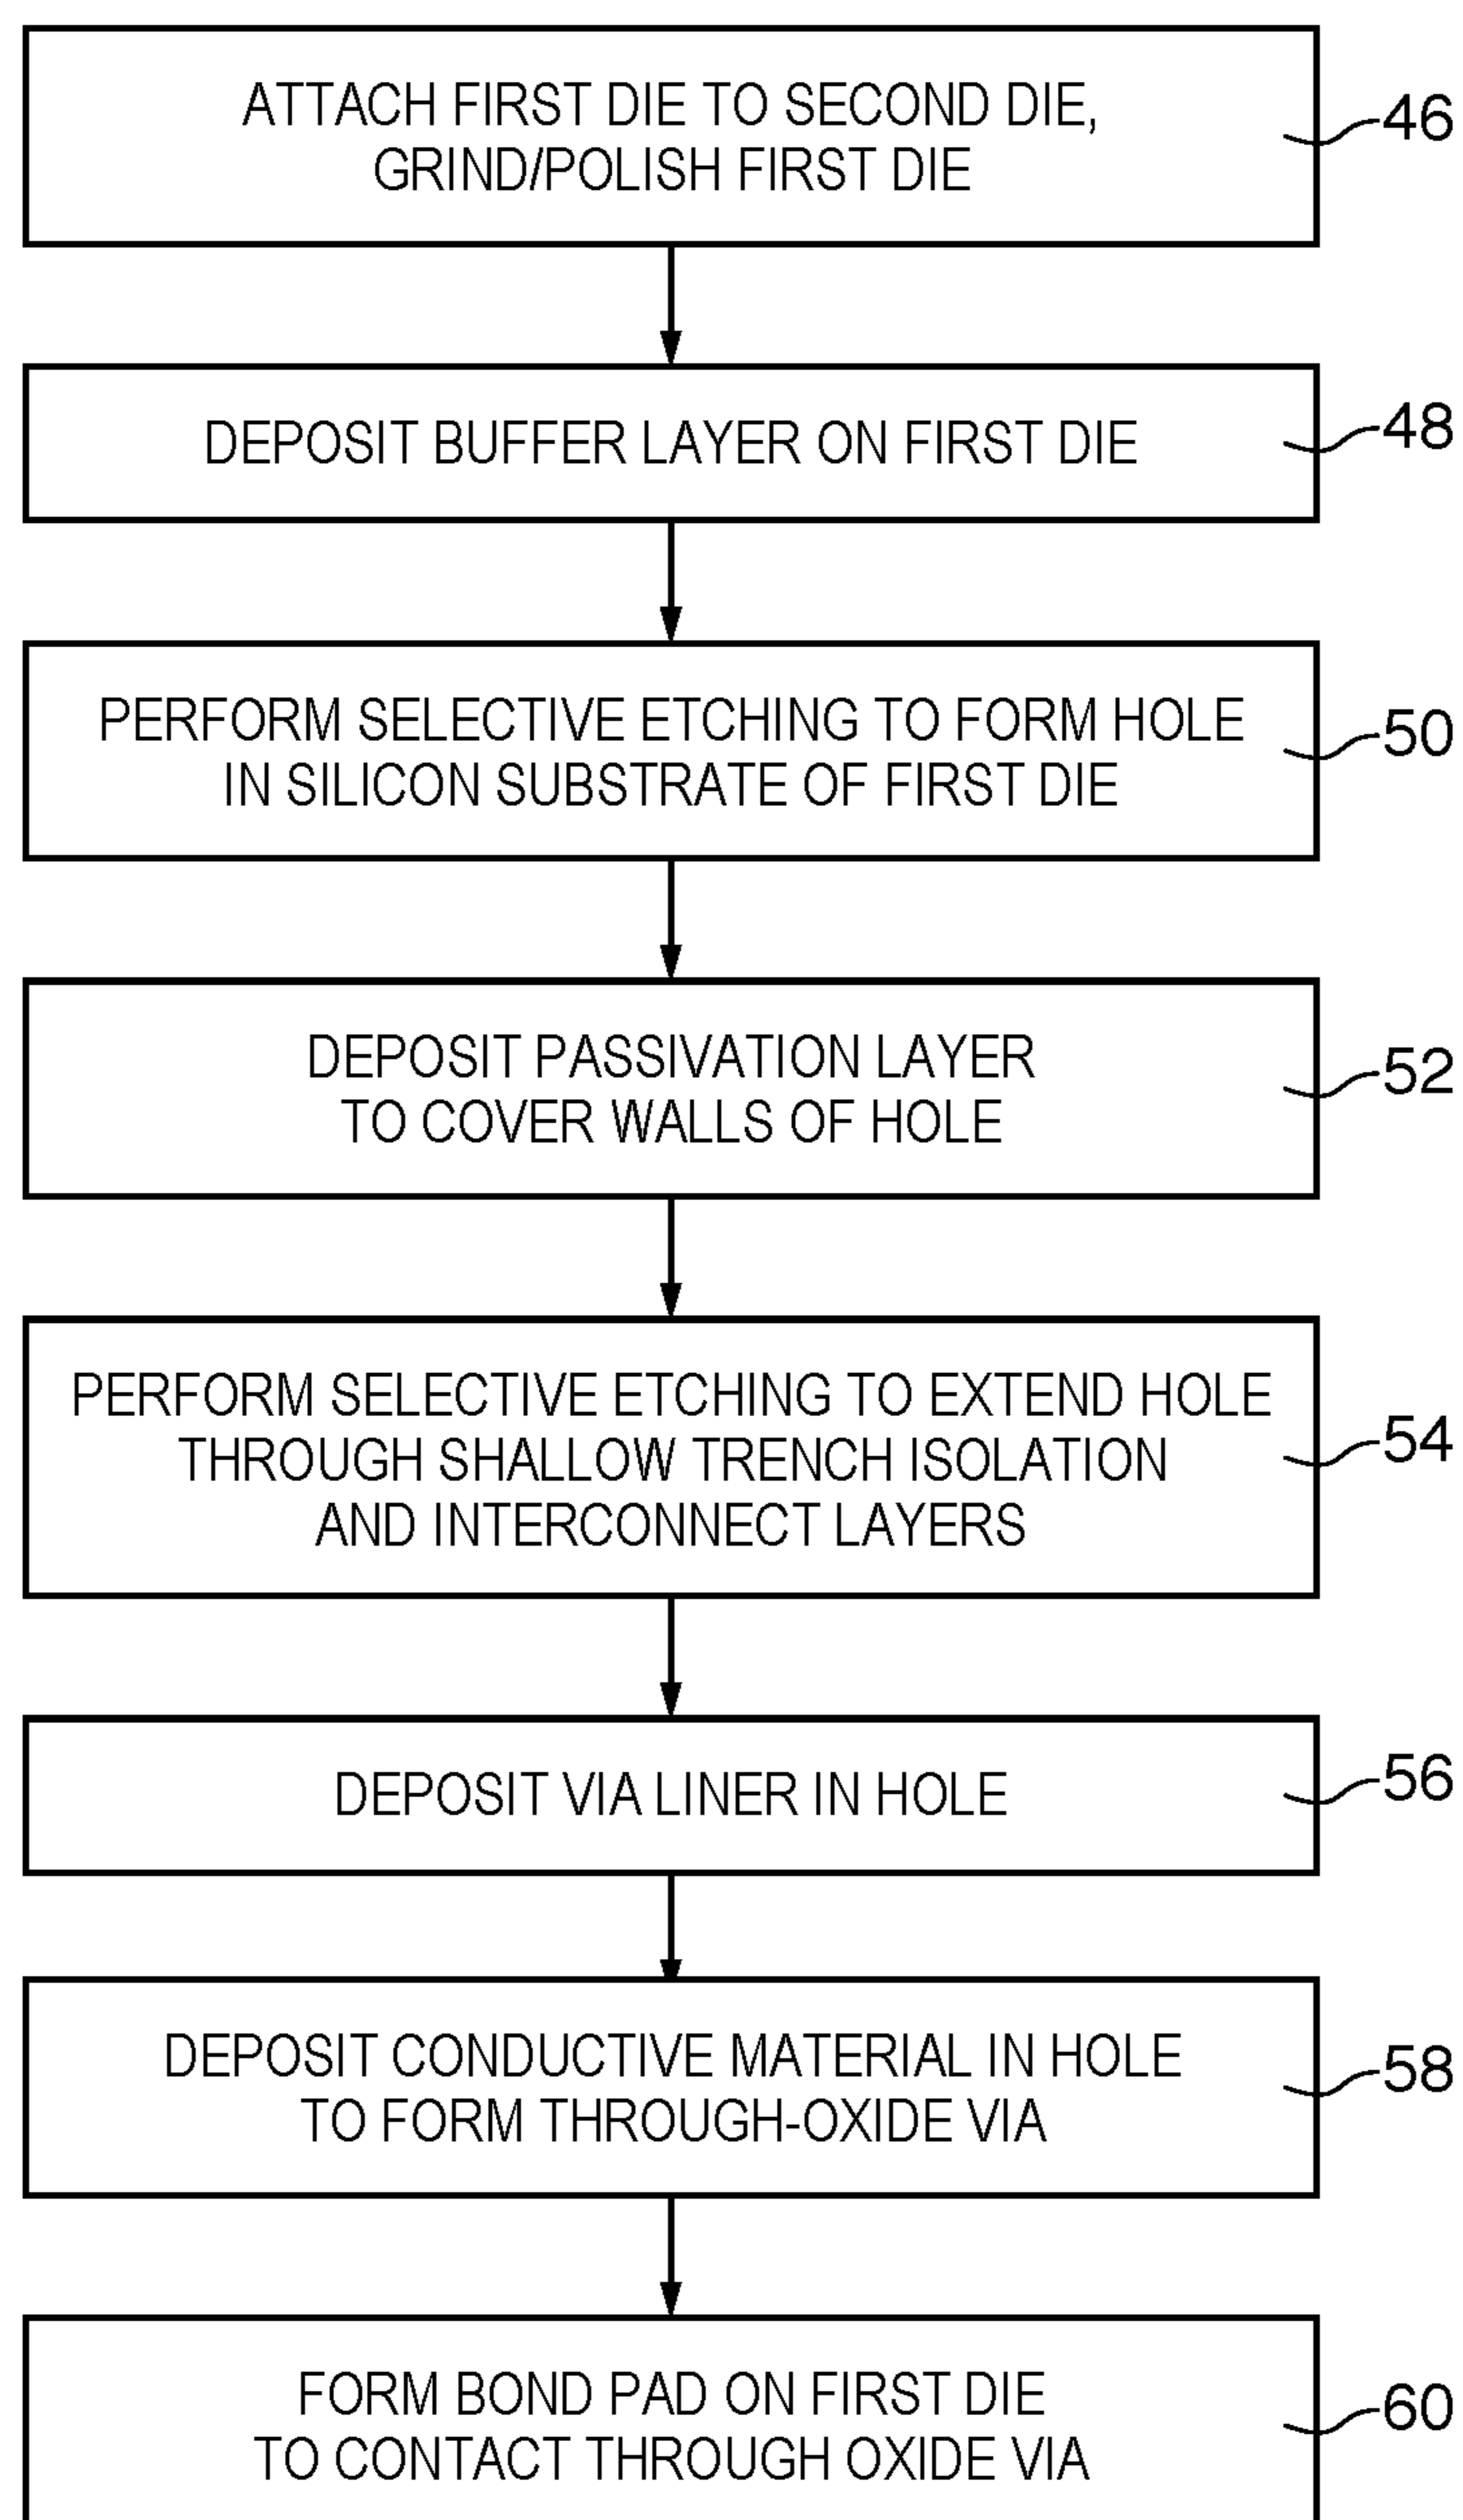 ATTACH FIRST DIE TO SECOND DIE,
GRIND/POLISH FIRST DIE
46
DEPOSIT BUFFER LAYER ON FIRST DIE
48
PERFORM SELECTIVE ETCHING TO FORM HOLE
IN SILICON SUBSTRATE OF FIRST DIE
50
DEPOSIT PASSIVATION LAYER
TO COVER WALLS OF HOLE
52
PERFORM SELECTIVE ETCHING TO EXTEND HOLE
THROUGH SHALLOW TRENCH ISOLATION
AND INTERCONNECT LAYERS
54
DEPOSIT VIA LINER IN HOLE
56
DEPOSIT CONDUCTIVE MATERIAL IN HOLE
TO FORM THROUGH-OXIDE VIA
58
FORM BOND PAD ON FIRST DIE
TO CONTACT THROUGH OXIDE VIA
60